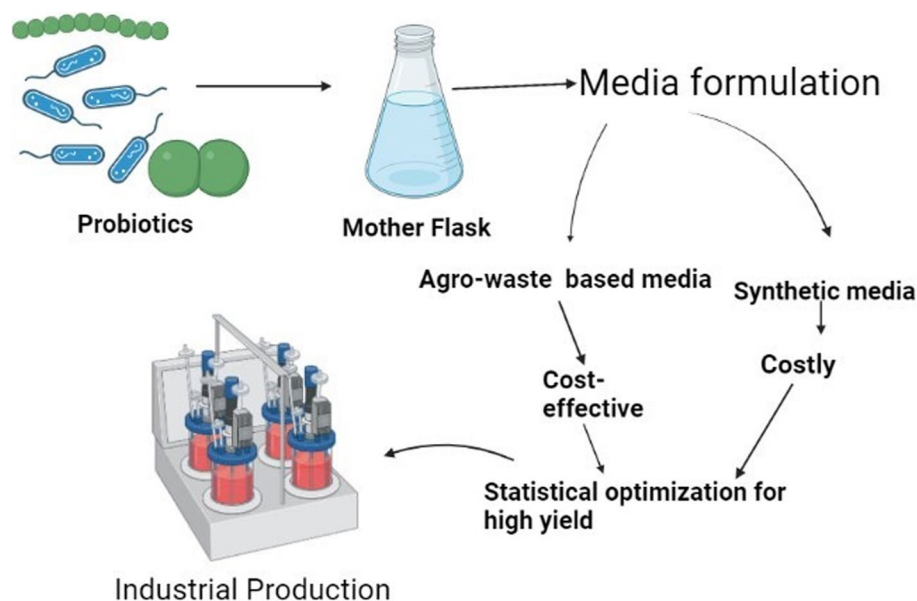 Media formulation
Probiotics
Mother Flask
Agro-waste based media
Synthetic media
Costly
Cost-
effective
Statistical optimization for
high yield
Industrial Production